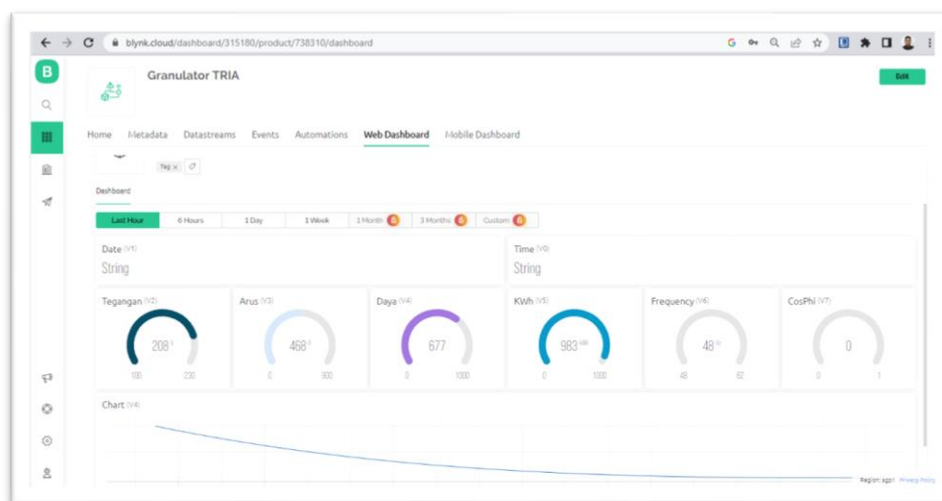 blynk.cloud/dashboard/315180/product/738310/dashboard
B
Granulator TRIA
Edit
Home Metadata Datastreams Events Automations Web Dashboard Mobile Dashboard
Tag ×
Dashboard
Last Hour 6 Hours 1 Day 1 Week 1 Month 3 Months Custom
Date (V1) Time (V0)
String String
Tegangan (V2) Arus (V3) Daya (V4) KWh (V5) Frequency (V6) CosPhi (V7)
208 468 677 983 48 0
100 230 0 900 0 1000 0 1000 48 62 0 1
Chart (V4)
Region: sgp1 Privacy Policy